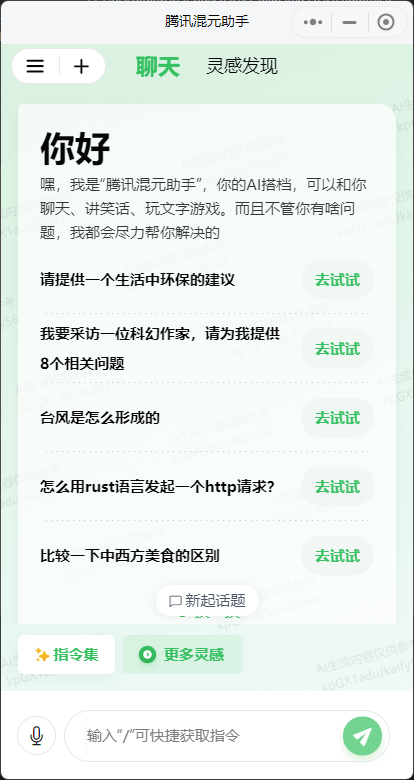 腾讯混元助手
聊天 灵感发现
你好
嘿，我是“腾讯混元助手”，你的AI搭档，可以和你
聊天、讲笑话、玩文字游戏。而且不管你有啥问
题，我都会尽力帮你解决的
请提供一个生活中环保的建议 去试试
我要采访一位科幻作家，请为我提供
8个相关问题 去试试
台风是怎么形成的 去试试
怎么用rust语言发起一个http请求? 去试试
比较一下中西方美食的区别 去试试
新起话题
指令集 更多灵感
输入“/”可快捷获取指令